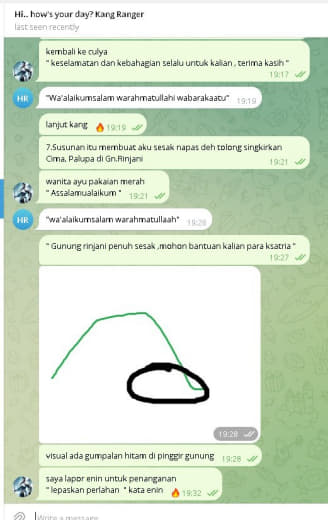 Hi.. how's your day? Kang Ranger
last seen recently
kembali ke culya
" keselamatan dan kebahagian selalu untuk kalian , terima kasih "
19:17
HR
"Wa'alaikumsalam warahmatullahi wabarakaatu"
19:19
lanjut kang 🔥 19:19
7.Susunan itu membuat aku sesak napas deh tolong singkirkan
Cima, Palupa di Gn.Rinjani
19:21
wanita ayu pakaian merah
" Assalamualaikum "
19:21
HR
"wa'alaikumsalam warahmatullaah"
19:26
" Gunung rinjani penuh sesak ,mohon bantuan kalian para ksatria "
19:27
19:28
visual ada gumpalan hitam di pinggir gunung
19:28
saya lapor enin untuk penanganan
" lepaskan perlahan " kata enin 🔥 19:32
Write a message